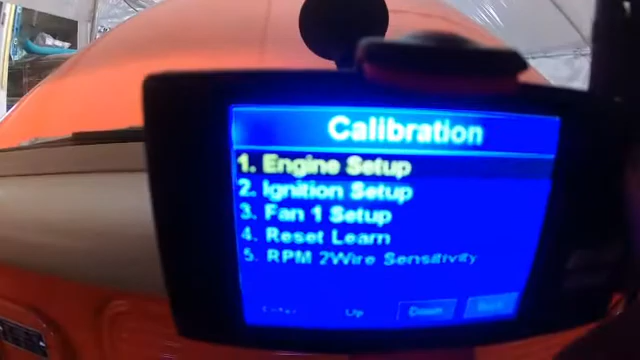 Calibration
1. Engine Setup
2. Ignition Setup
3. Fan 1 Setup
4. Reset Learn
5. RPM 2Wire Sensitivity
Enter Up Down